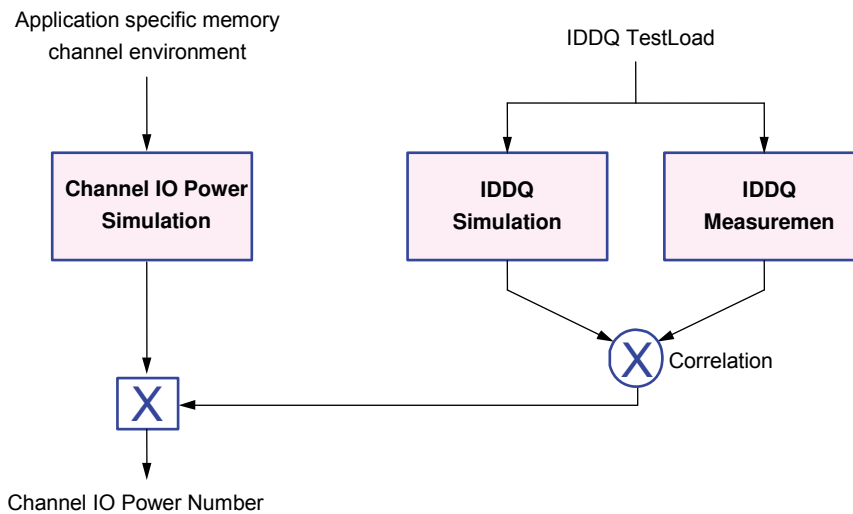 Application specific memory
channel environment
IDDQ TestLoad
Channel IO Power
Simulation
IDDQ
Simulation
IDDQ
Measuremen
X
Correlation
X
Channel IO Power Number